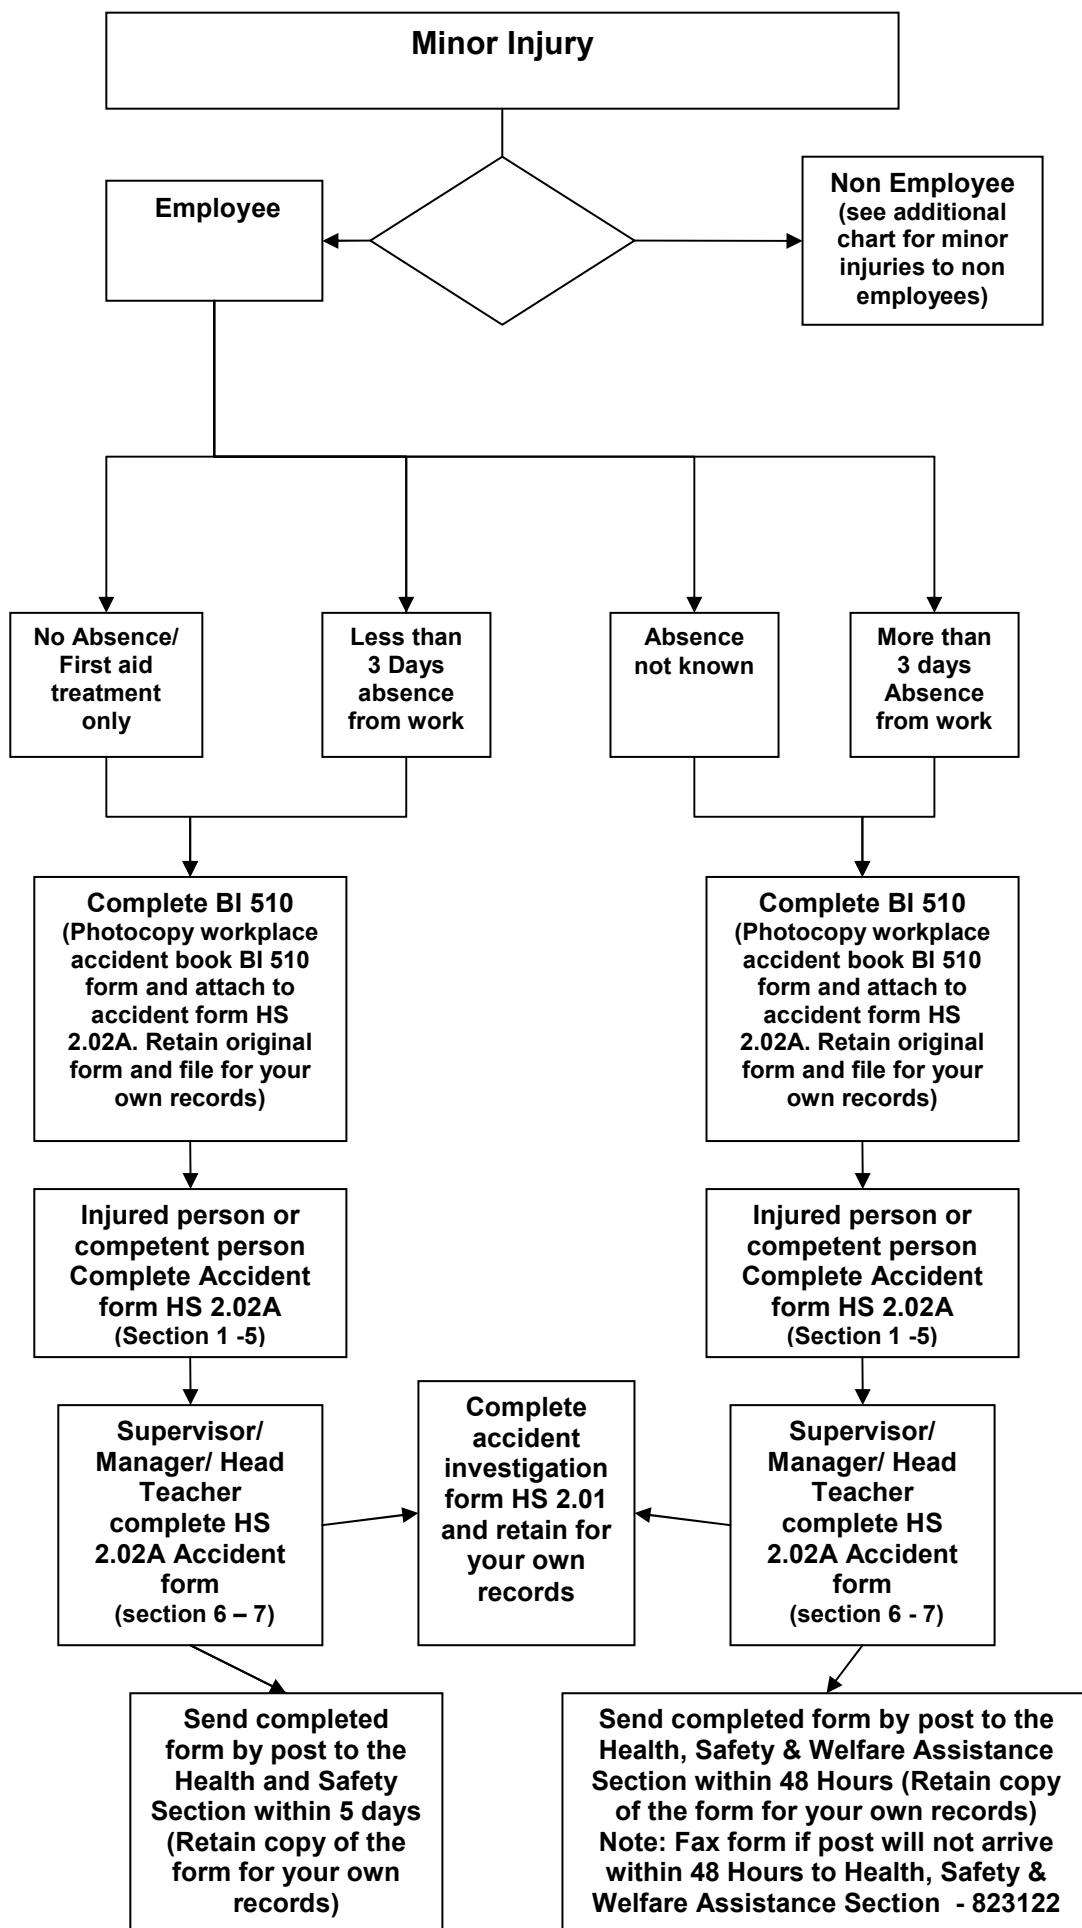 Minor Injury
Employee
Non Employee
(see additional
chart for minor
injuries to non
employees)
No Absence/
First aid
treatment
only
Less than
3 Days
absence
from work
Absence
not known
More than
3 days
Absence
from work
Complete BI 510
(Photocopy workplace
accident book BI 510
form and attach to
accident form HS
2.02A. Retain original
form and file for your
own records)
Complete BI 510
(Photocopy workplace
accident book BI 510
form and attach to
accident form HS
2.02A. Retain original
form and file for your
own records)
Injured person or
competent person
Complete Accident
form HS 2.02A
(Section 1 -5)
Injured person or
competent person
Complete Accident
form HS 2.02A
(Section 1 -5)
Supervisor/
Manager/ Head
Teacher
complete HS
2.02A Accident
form
(section 6 – 7)
Complete
accident
investigation
form HS 2.01
and retain for
your own
records
Supervisor/
Manager/ Head
Teacher
complete HS
2.02A Accident
form
(section 6 - 7)
Send completed
form by post to the
Health and Safety
Section within 5 days
(Retain copy of the
form for your own
records)
Send completed form by post to the
Health, Safety & Welfare Assistance
Section within 48 Hours (Retain copy
of the form for your own records)
Note: Fax form if post will not arrive
within 48 Hours to Health, Safety &
Welfare Assistance Section  - 823122